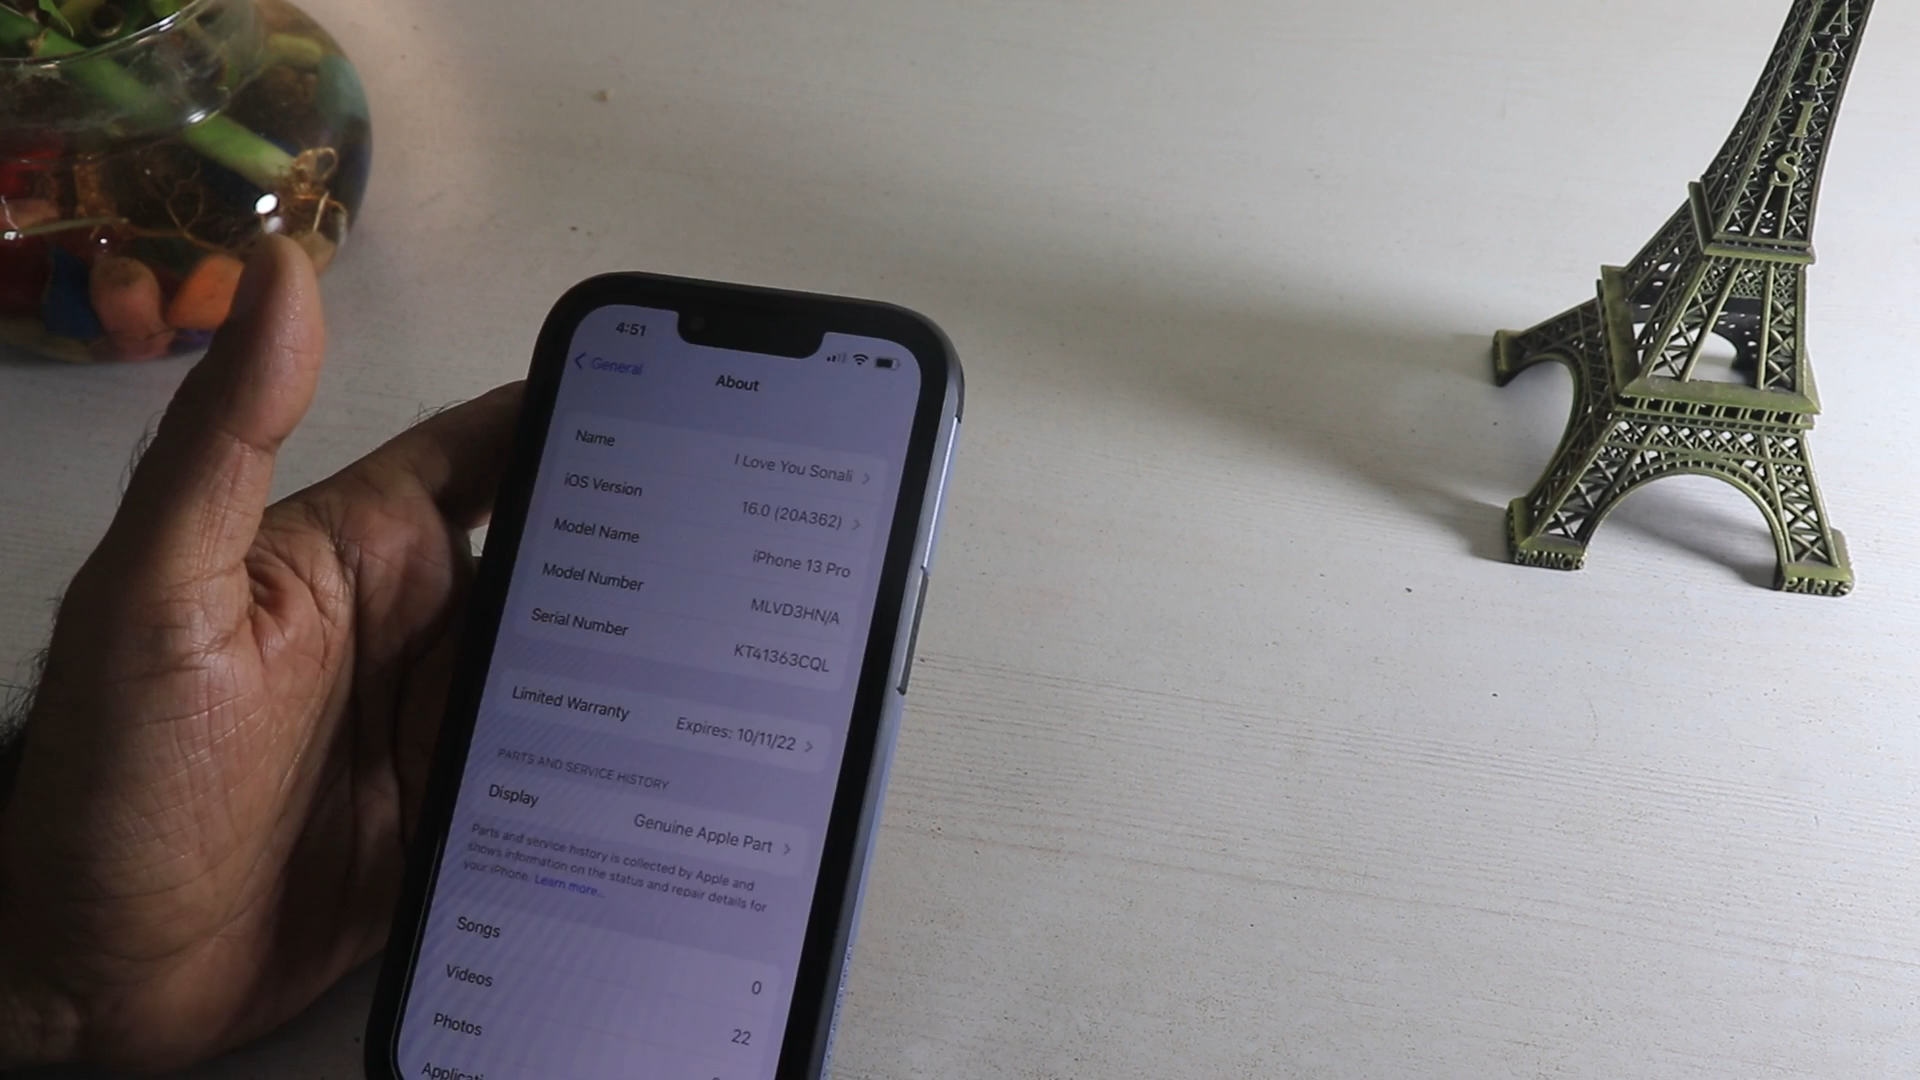 4:51
General
About
Name
I Love You Sonali
iOS Version
16.0 (20A362)
Model Name
iPhone 13 Pro
Model Number
MLVD3HN/A
Serial Number
KT41363CQL
Limited Warranty
Expires: 10/11/22
PARTS AND SERVICE HISTORY
Display
Genuine Apple Part
Parts and service history is collected by Apple and
shows information on the status and repair details for
your iPhone. Learn more...
Songs
0
Videos
22
Photos
ARIS
FRANCE
PARIS